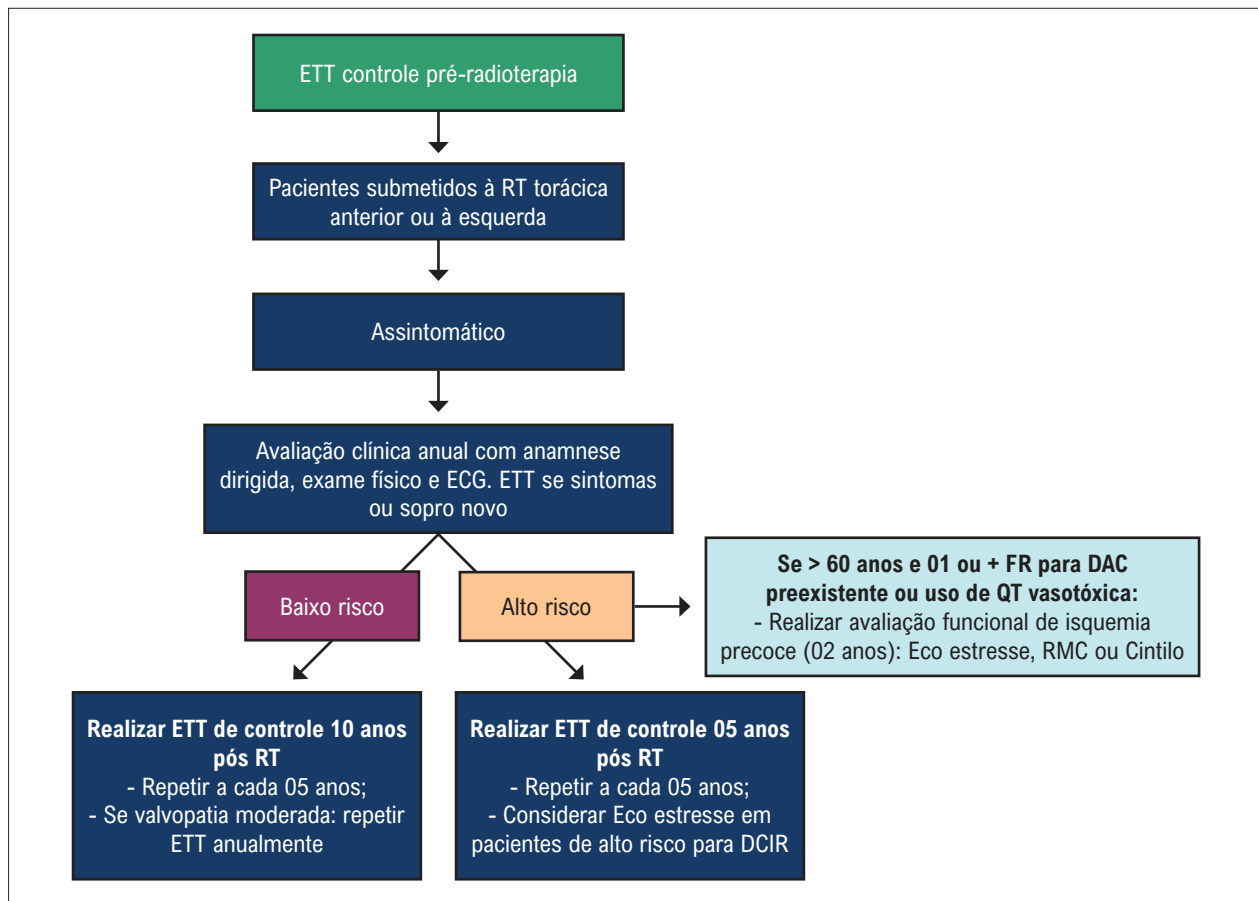 ETT controle pré-radioterapia
Pacientes submetidos à RT torácica
anterior ou à esquerda
Assintomático
Avaliação clínica anual com anamnese
dirigida, exame físico e ECG. ETT se sintomas
ou sopro novo
Baixo risco
Alto risco
Se > 60 anos e 01 ou + FR para DAC
preexistente ou uso de QT vasotóxica:
- Realizar avaliação funcional de isquemia
precoce (02 anos): Eco estresse, RMC ou Cintilo
Realizar ETT de controle 10 anos
pós RT
- Repetir a cada 05 anos;
- Se valvopatia moderada: repetir
ETT anualmente
Realizar ETT de controle 05 anos
pós RT
- Repetir a cada 05 anos;
- Considerar Eco estresse em
pacientes de alto risco para DCIR